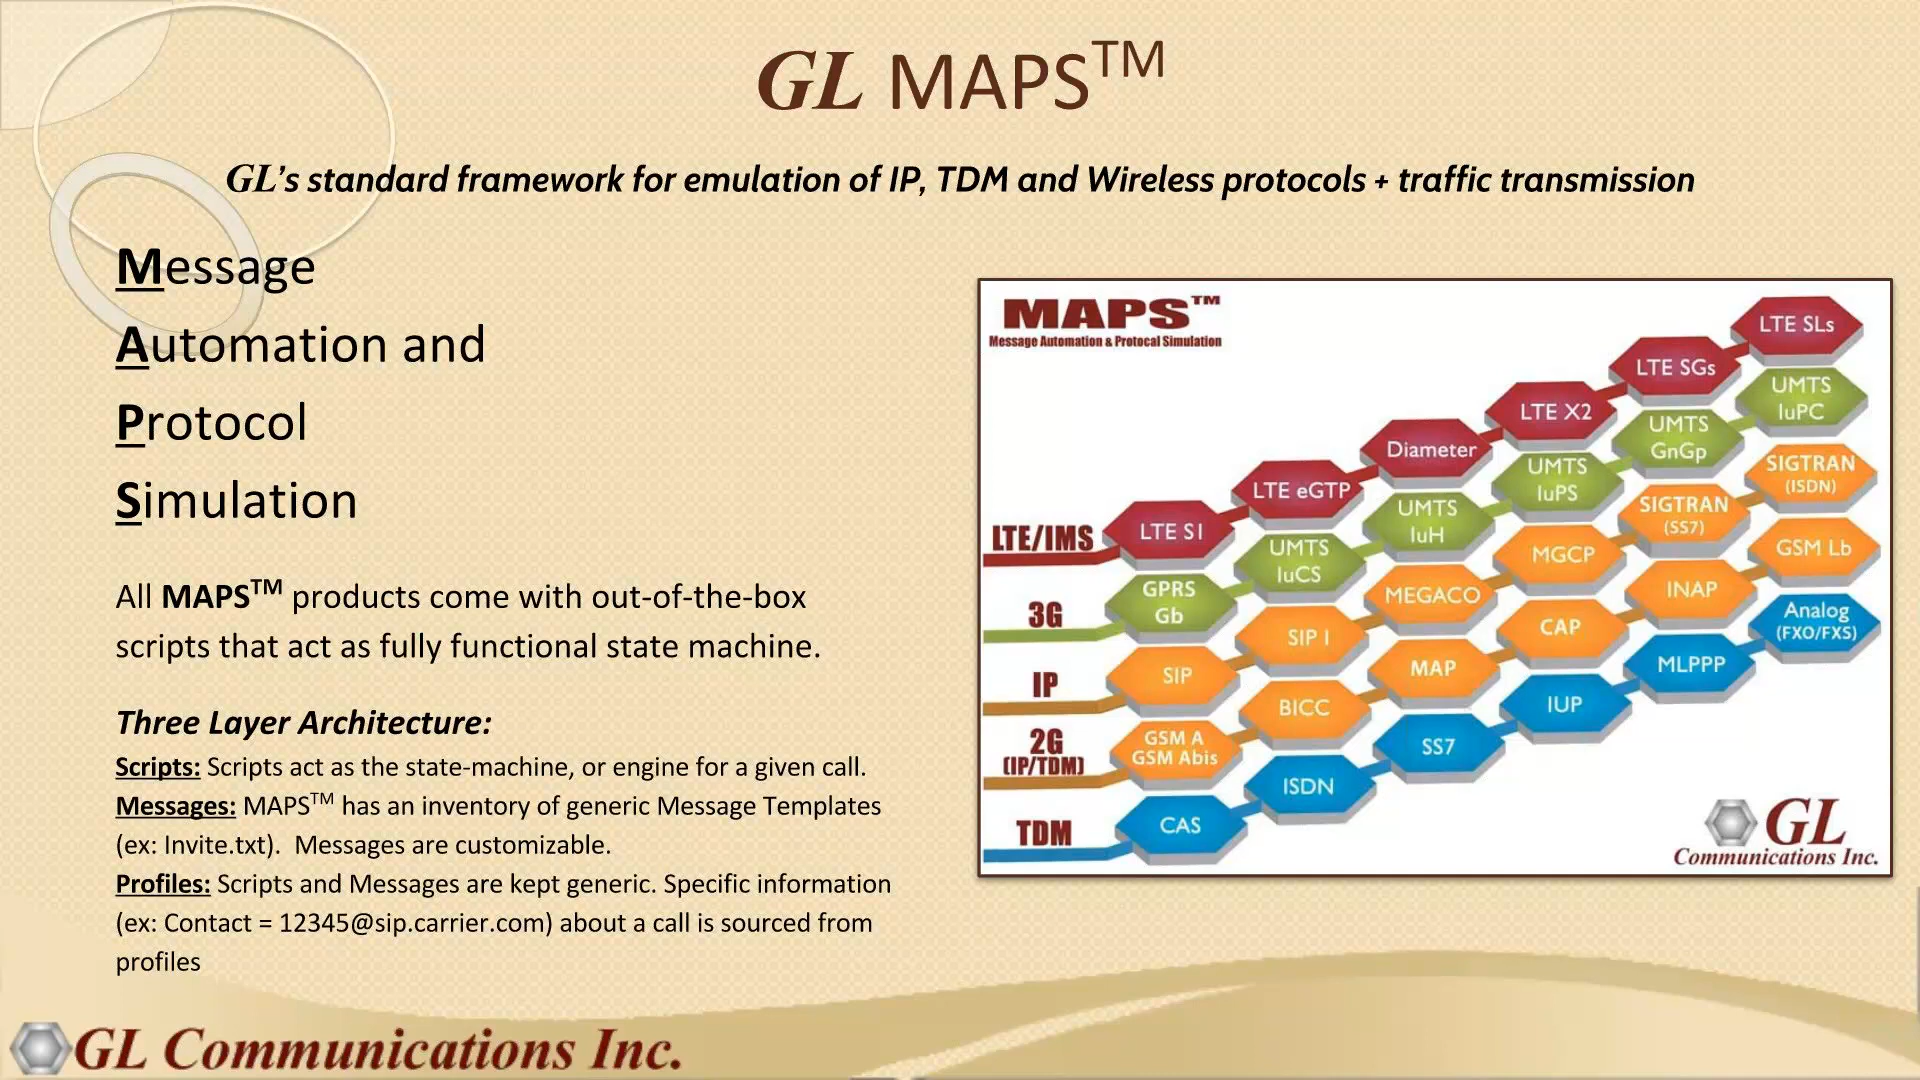 GL MAPS™
GL's standard framework for emulation of IP, TDM and Wireless protocols + traffic transmission
Message
Automation and
Protocol
Simulation
All MAPS™ products come with out-of-the-box
scripts that act as fully functional state machine.
Three Layer Architecture:
Scripts: Scripts act as the state-machine, or engine for a given call.
Messages: MAPS™ has an inventory of generic Message Templates
(ex: Invite.txt).  Messages are customizable.
Profiles: Scripts and Messages are kept generic. Specific information
(ex: Contact = 12345@sip.carrier.com) about a call is sourced from
profiles
MAPS™
Message Automation & Protocal Simulation
LTE/IMS
LTE S1
LTE eGTP
Diameter
LTE X2
LTE SGs
LTE SLs
3G
GPRS
Gb
UMTS
IuCS
UMTS
IuH
UMTS
IuPS
UMTS
GnGp
UMTS
IuPC
IP
SIP
SIP I
MEGACO
MGCP
SIGTRAN
(SS7)
SIGTRAN
(ISDN)
2G
(IP/TDM)
GSM A
GSM Abis
BICC
MAP
CAP
INAP
GSM Lb
TDM
CAS
ISDN
SS7
IUP
MLPPP
Analog
(FXO/FXS)
GL
Communications Inc.
GL Communications Inc.